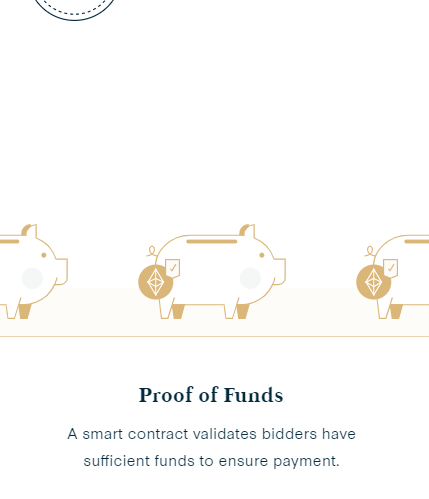 Proof of Funds
A smart contract validates bidders have
sufficient funds to ensure payment.